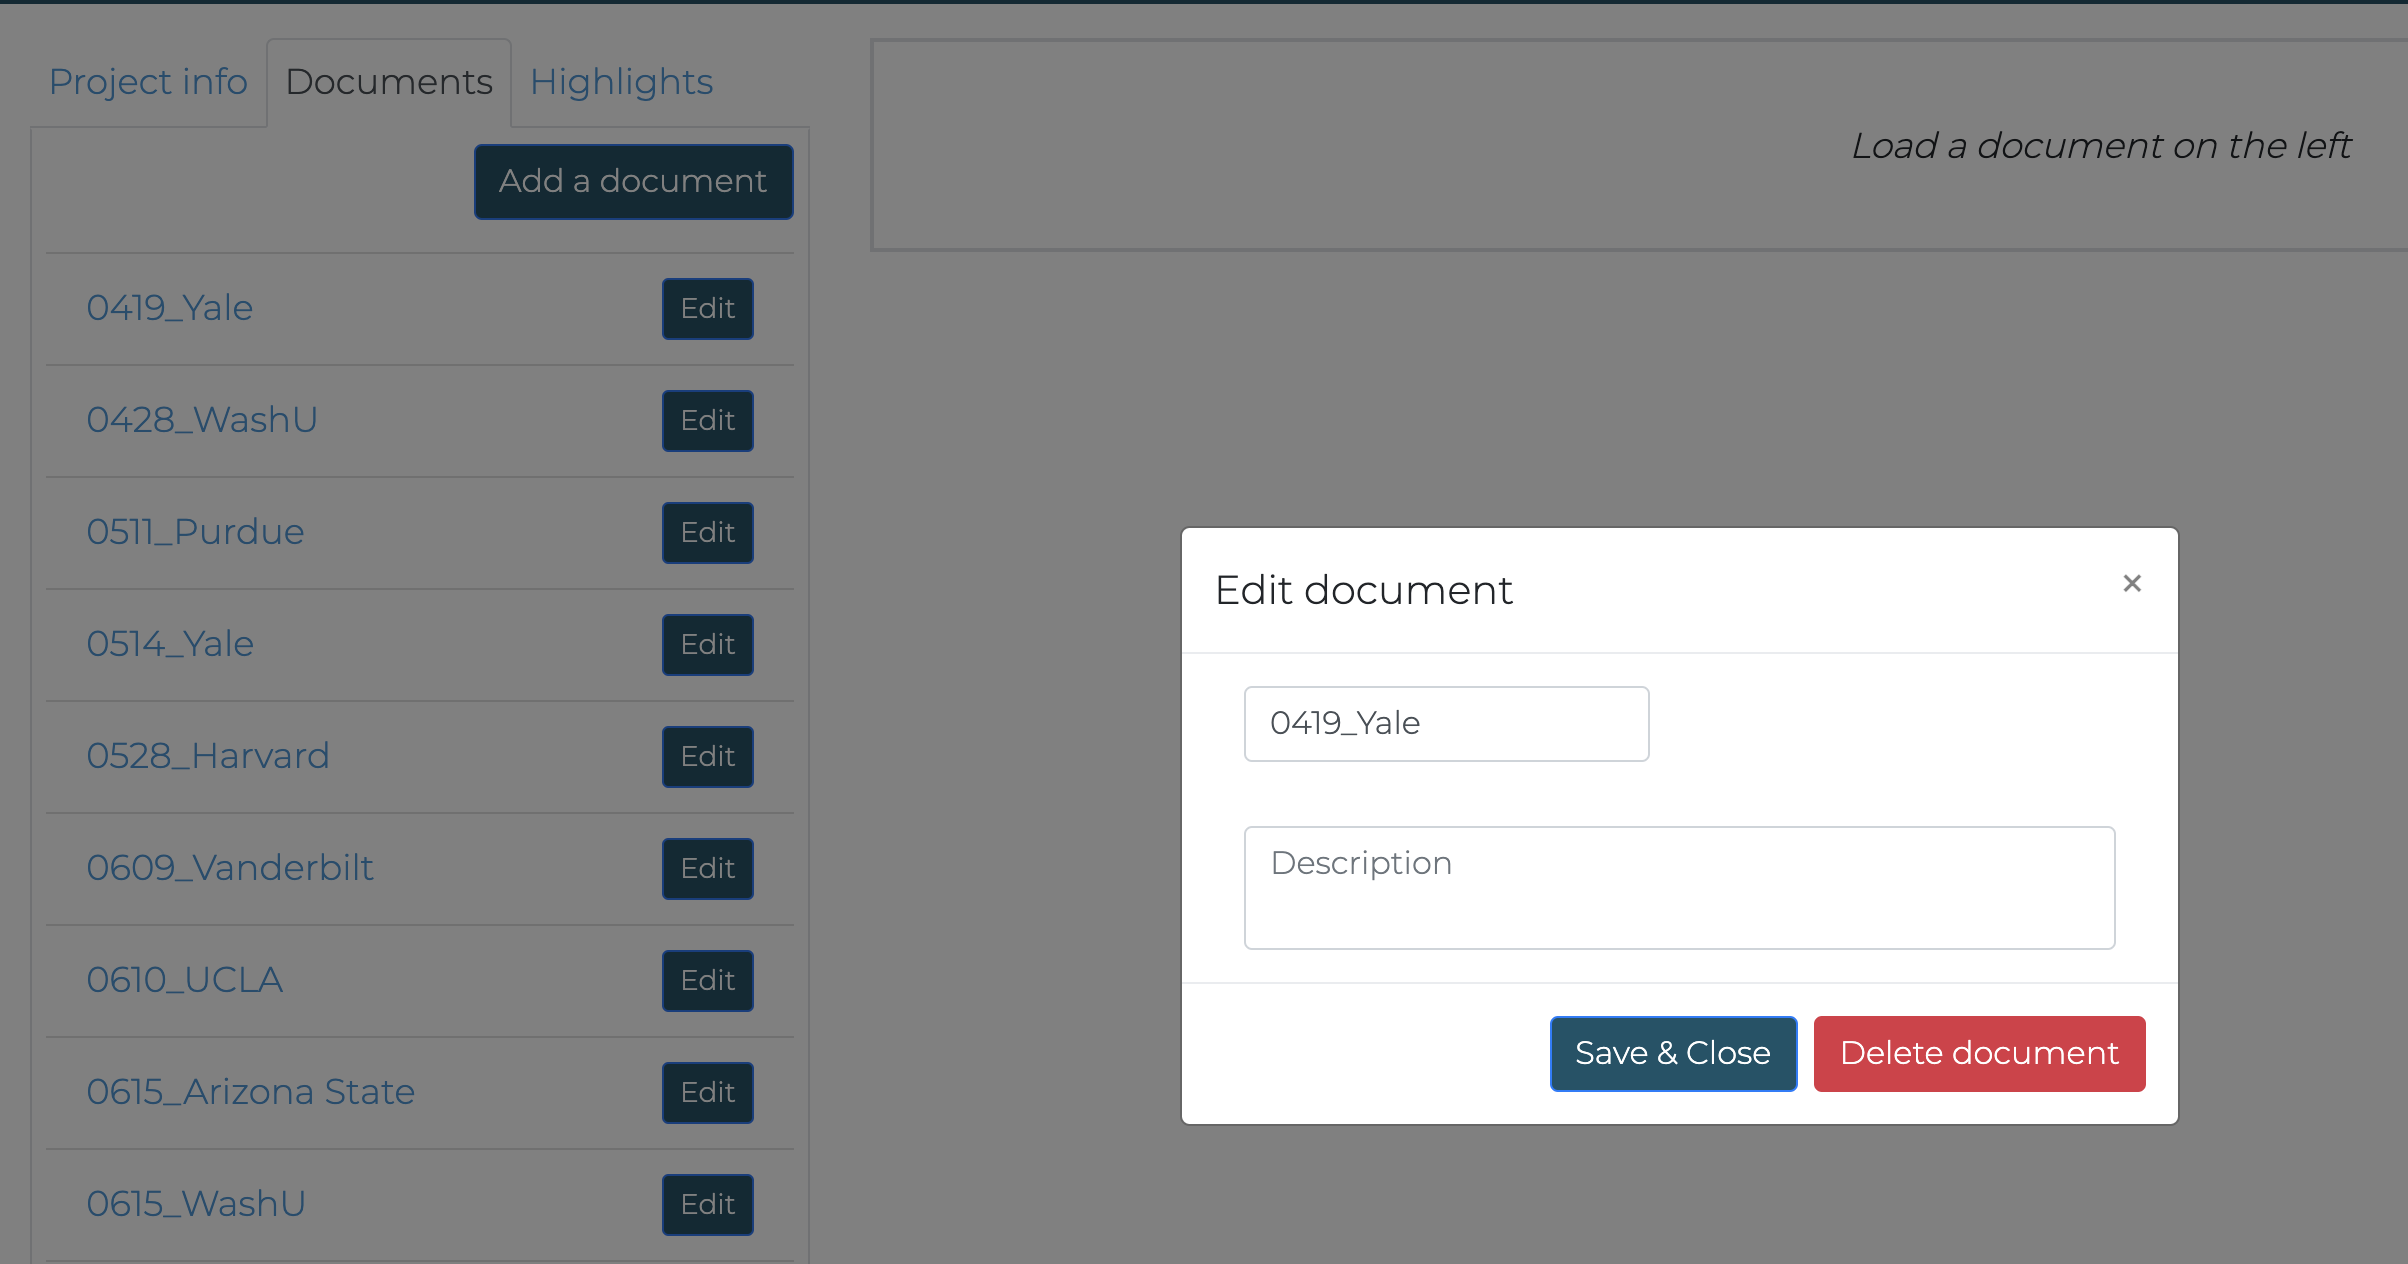 Project info
Documents
Highlights
Add a document
0419_Yale Edit
0428_WashU Edit
0511_Purdue Edit
0514_Yale Edit
0528_Harvard Edit
0609_Vanderbilt Edit
0610_UCLA Edit
0615_Arizona State Edit
0615_WashU Edit
Load a document on the left
Edit document ×
0419_Yale
Description
Save & Close
Delete document